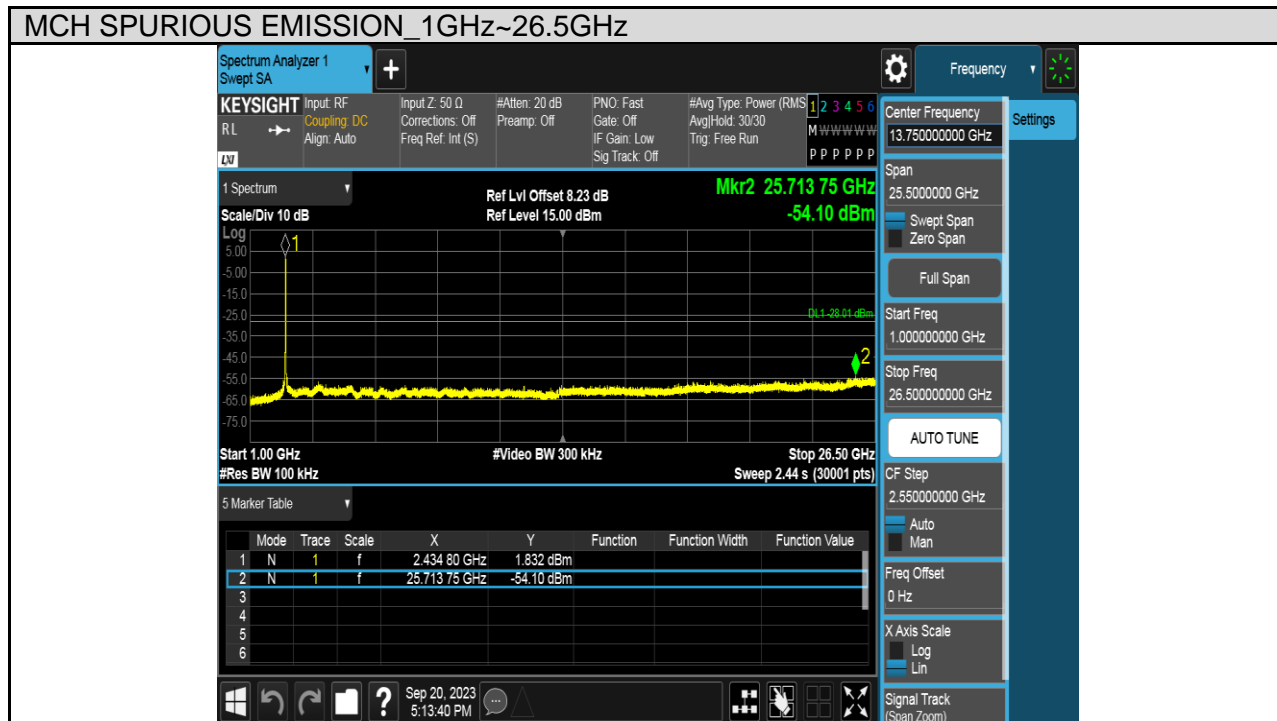 MCH SPURIOUS EMISSION_1GHz~26.5GHz
Spectrum Analyzer 1
Swept SA
Frequency
KEYSIGHT
RL
LXI
Input: RF
Coupling: DC
Align: Auto
Input Z: 50 Ω
Corrections: Off
Freq Ref: Int (S)
#Atten: 20 dB
Preamp: Off
PNO: Fast
Gate: Off
IF Gain: Low
Sig Track: Off
#Avg Type: Power (RMS
Avg|Hold: 30/30
Trig: Free Run
1 2 3 4 5 6
M W W W W W
P P P P P P
1 Spectrum
Scale/Div 10 dB
Ref Lvl Offset 8.23 dB
Ref Level 15.00 dBm
Mkr2 25.713 75 GHz
-54.10 dBm
Log
5.00
-5.00
-15.0
-25.0
-35.0
-45.0
-55.0
-65.0
-75.0
1
DL1 -28.01 dBm
2
Start 1.00 GHz
#Video BW 300 kHz
Stop 26.50 GHz
#Res BW 100 kHz
Sweep 2.44 s (30001 pts)
5 Marker Table
Mode Trace Scale X Y Function Function Width Function Value
1 N 1 f 2.434 80 GHz 1.832 dBm
2 N 1 f 25.713 75 GHz -54.10 dBm
3
4
5
6
?
Sep 20, 2023
5:13:40 PM
Center Frequency
13.750000000 GHz
Span
25.5000000 GHz
Swept Span
Zero Span
Full Span
Start Freq
1.000000000 GHz
Stop Freq
26.500000000 GHz
AUTO TUNE
CF Step
2.550000000 GHz
Auto
Man
Freq Offset
0 Hz
X Axis Scale
Log
Lin
Signal Track
(Span Zoom)
Settings